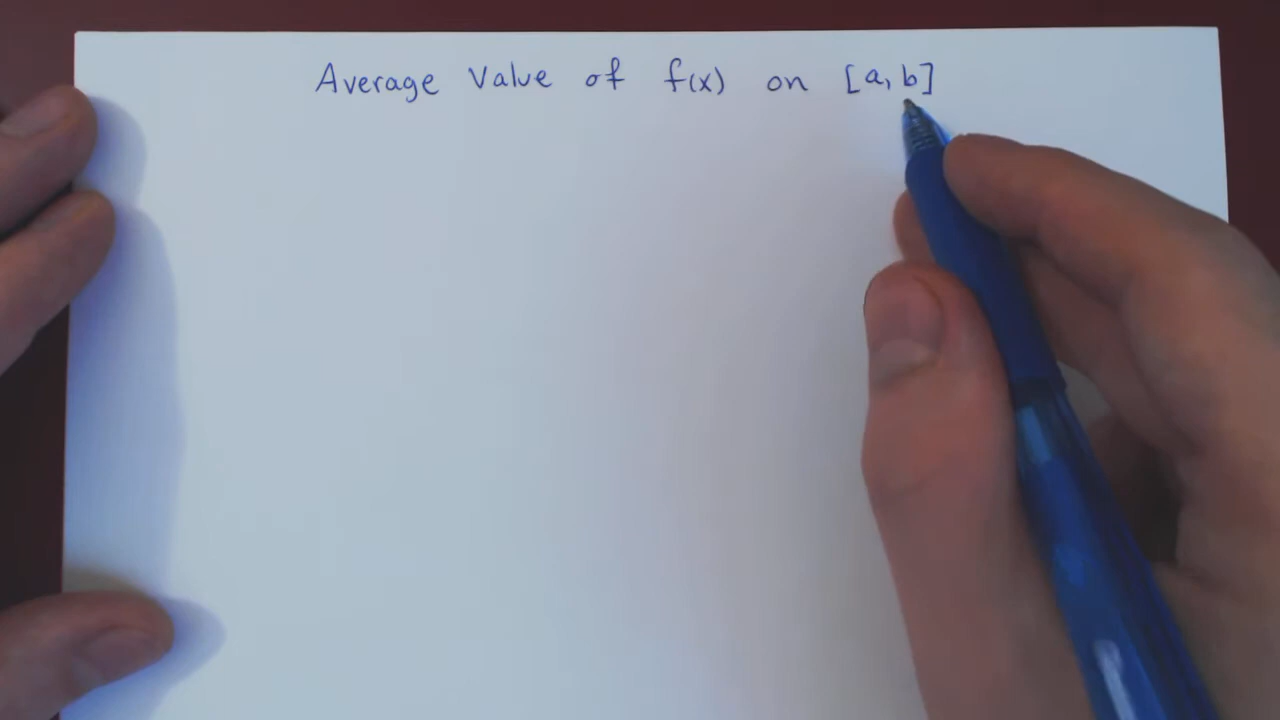 Average Value of f(x) on [a, b]